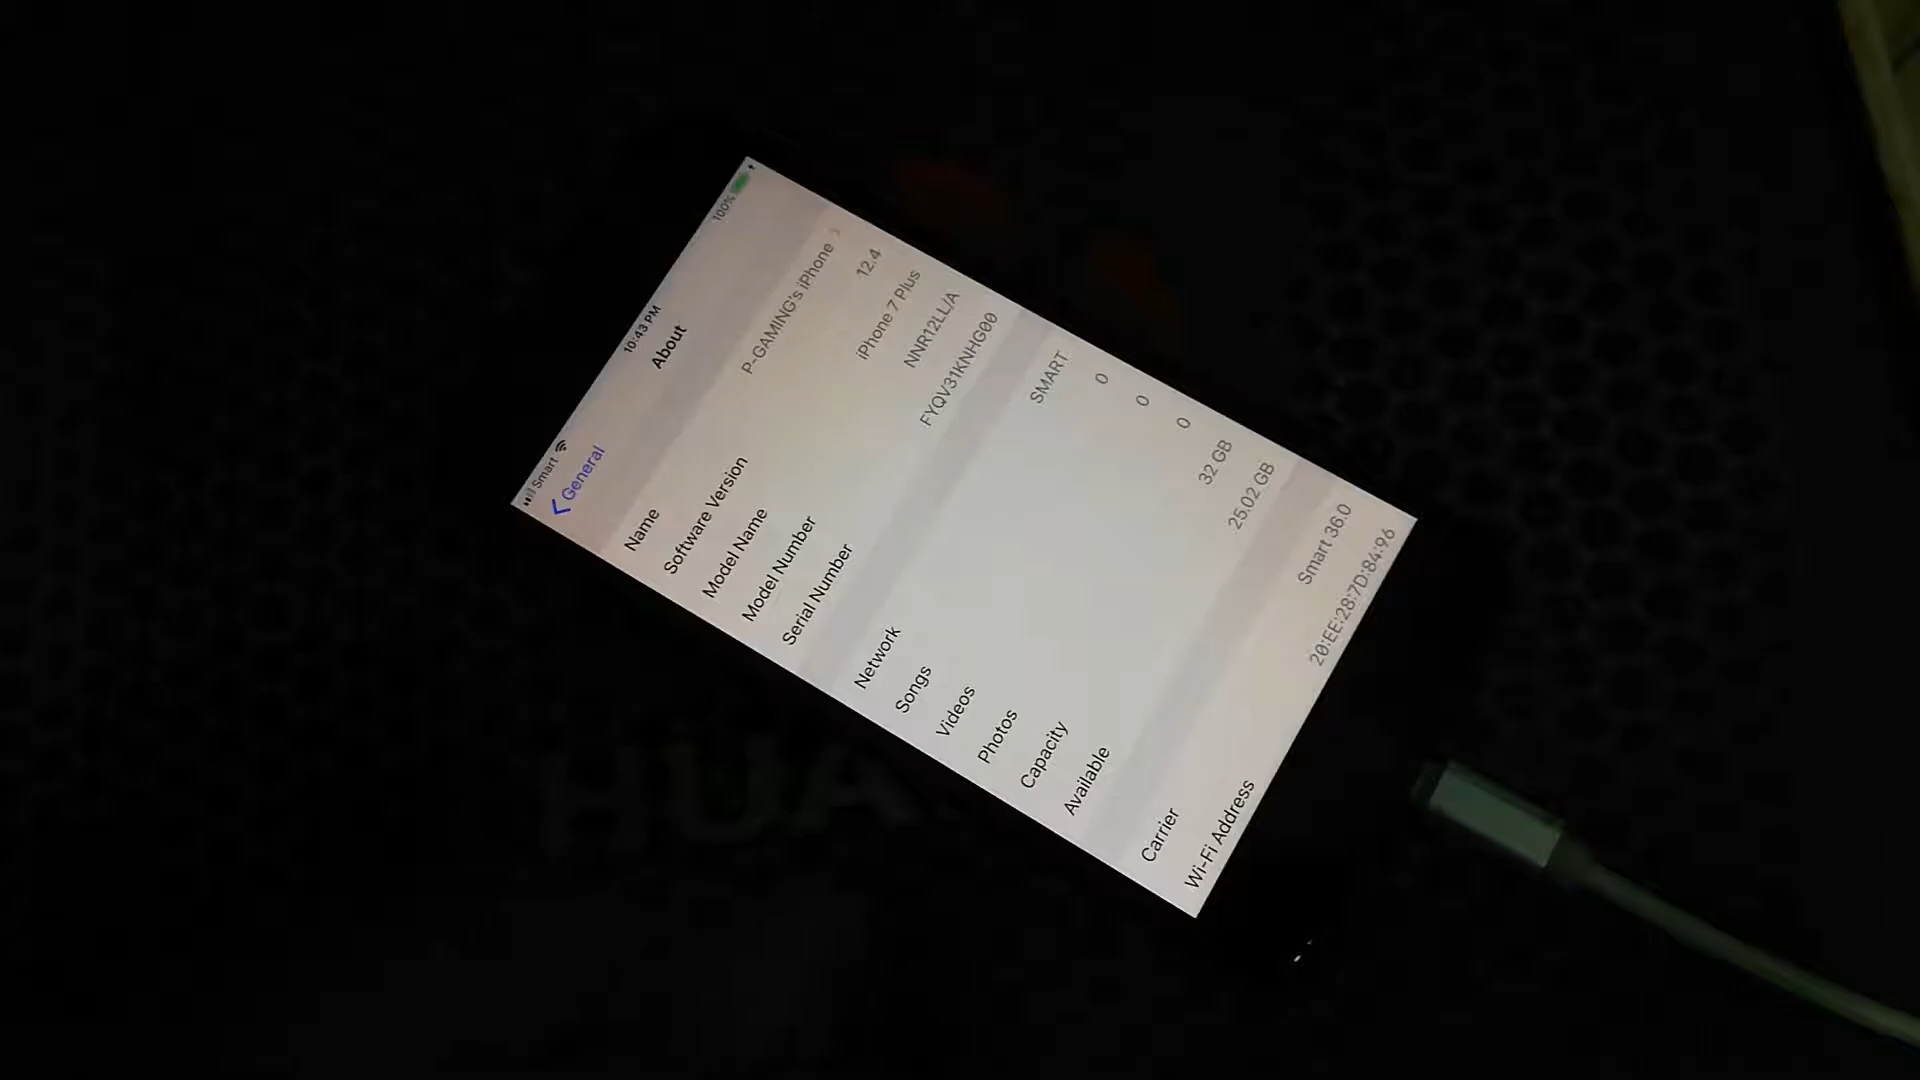 Smart 10:43 PM 100%
General About
Name P-GAMING's iPhone
Software Version 12.4
Model Name iPhone 7 Plus
Model Number NNR12LL/A
Serial Number FYQV31KNHG00
Network SMART
Songs 0
Videos 0
Photos 0
Capacity 32 GB
Available 25.02 GB
Carrier Smart 36.0
Wi-Fi Address 20:EE:28:7D:84:96